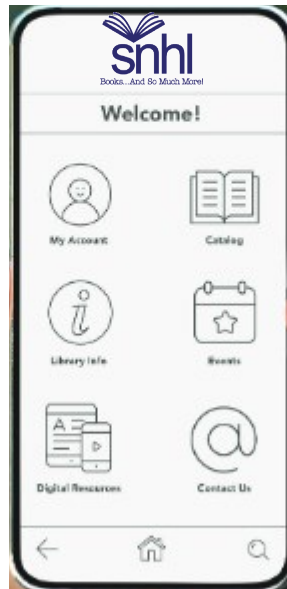 snhl
Books...And So Much More!
Welcome!
My Account
Catalog
Library Info
Events
Digital Resources
Contact Us